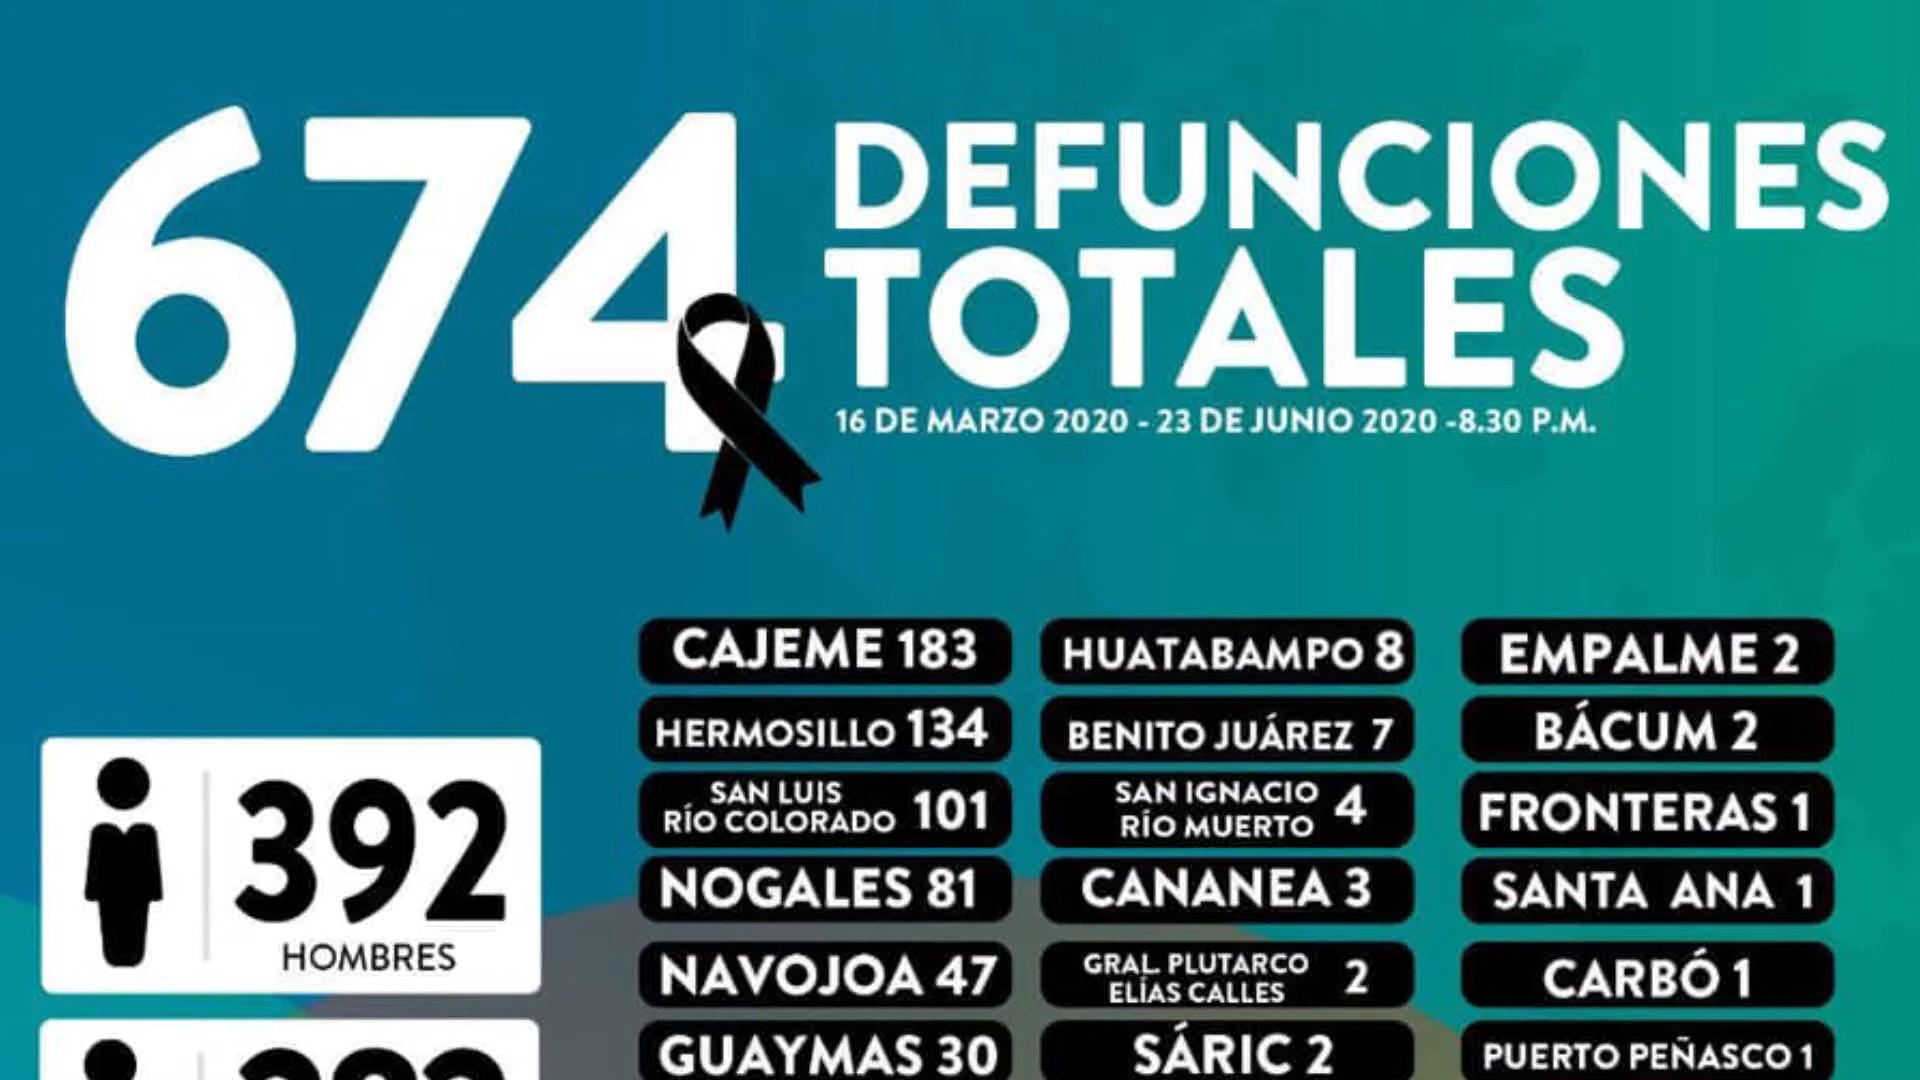 674
DEFUNCIONES
TOTALES
16 DE MARZO 2020 - 23 DE JUNIO 2020 -8.30 P.M.
392
HOMBRES
CAJEME 183
HERMOSILLO 134
SAN LUIS
RÍO COLORADO 101
NOGALES 81
NAVOJOA 47
GUAYMAS 30
HUATABAMPO 8
BENITO JUÁREZ 7
SAN IGNACIO
RÍO MUERTO 4
CANANEA 3
GRAL. PLUTARCO
ELÍAS CALLES 2
SÁRIC 2
EMPALME 2
BÁCUM 2
FRONTERAS 1
SANTA ANA 1
CARBÓ 1
PUERTO PEÑASCO 1